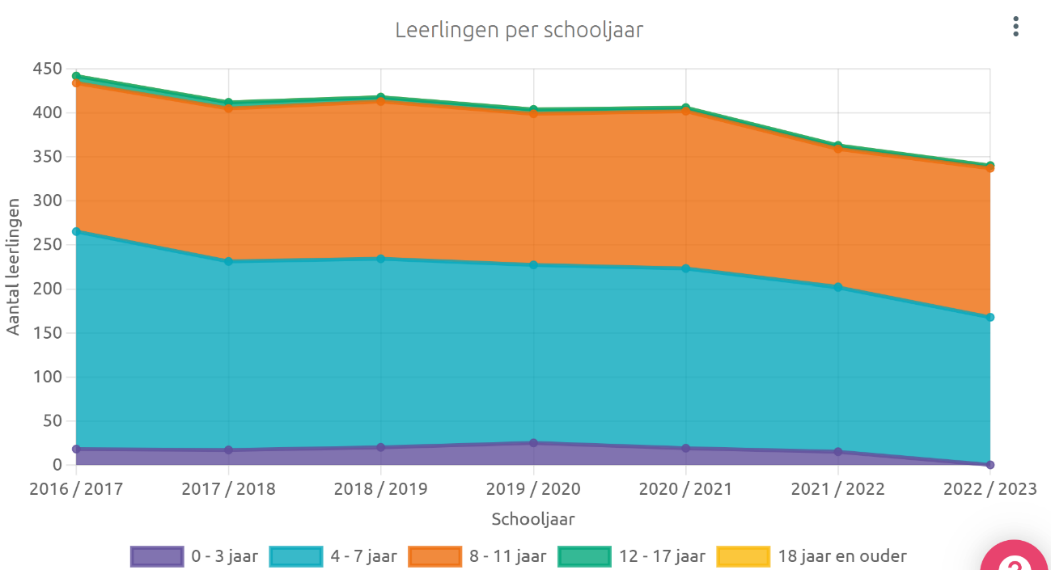 Leerlingen per schooljaar
450
400
350
300
250
200
150
100
50
0
Aantal leerlingen
2016 / 2017 2017 / 2018 2018 / 2019 2019 / 2020 2020 / 2021 2021 / 2022 2022 / 2023
Schooljaar
0 - 3 jaar 4 - 7 jaar 8 - 11 jaar 12 - 17 jaar 18 jaar en ouder
?